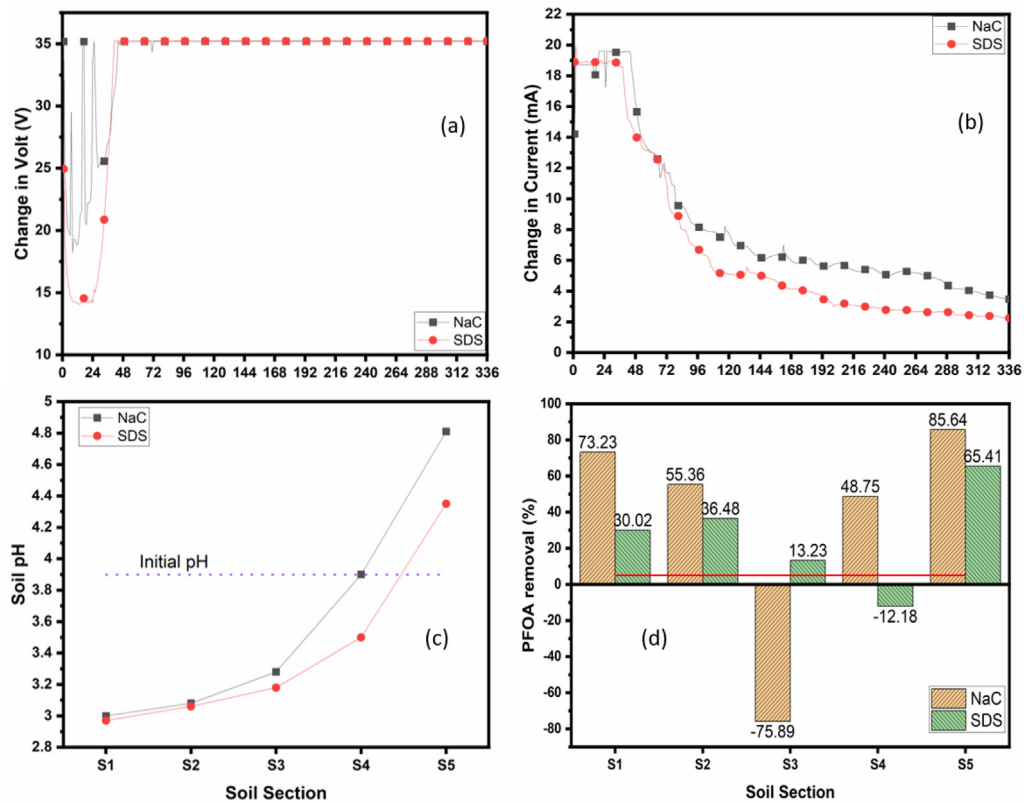 Change in Volt (V)
35
30
25
20
15
10
(a)
NaC
SDS
0 24 48 72 96 120 144 168 192 216 240 264 288 312 336
Change in Current (mA)
22
20
18
16
14
12
10
8
6
4
2
0
NaC
SDS
(b)
0 24 48 72 96 120 144 168 192 216 240 264 288 312 336
Soil pH
5
4.8
4.6
4.4
4.2
4
3.8
3.6
3.4
3.2
3
2.8
NaC
SDS
Initial pH
(c)
S1 S2 S3 S4 S5
Soil Section
PFOA removal (%)
100
80
60
40
20
0
-20
-40
-60
-80
73.23
30.02
55.36
36.48
-75.89
13.23
48.75
-12.18
85.64
65.41
(d)
NaC
SDS
S1 S2 S3 S4 S5
Soil Section